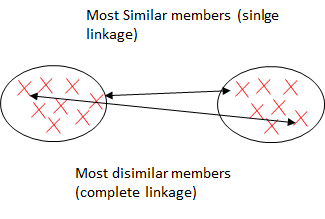 Most Similar members (sinlge
linkage)
Most disimilar members
(complete linkage)